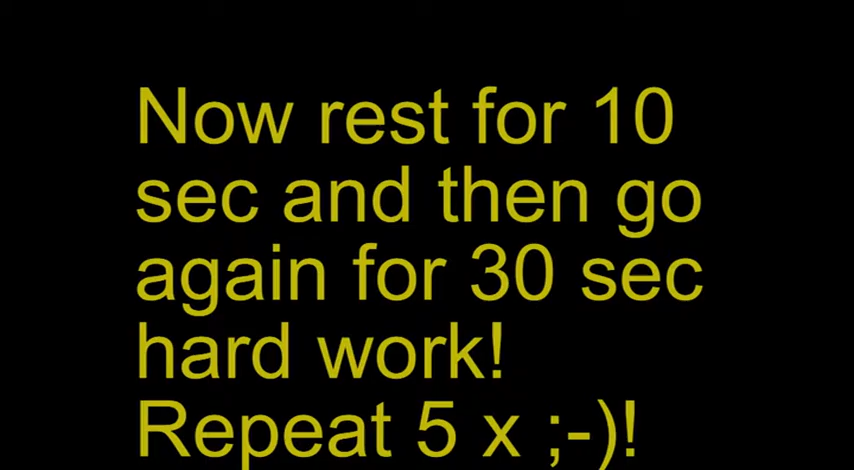 Now rest for 10
sec and then go
again for 30 sec
hard work!
Repeat 5 x ;-)!